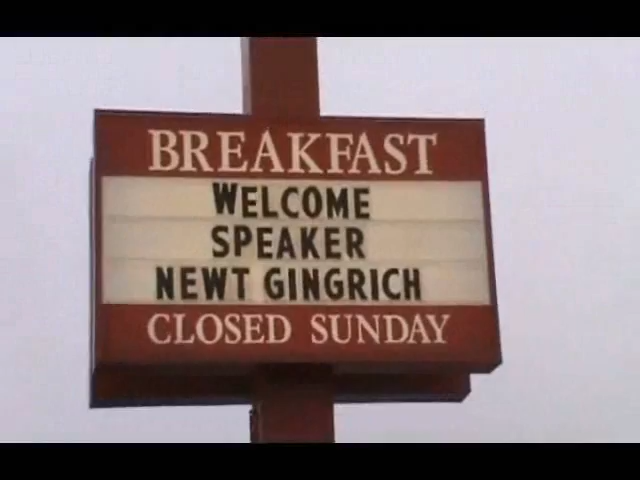 BREAKFAST
WELCOME
SPEAKER
NEWT GINGRICH
CLOSED SUNDAY